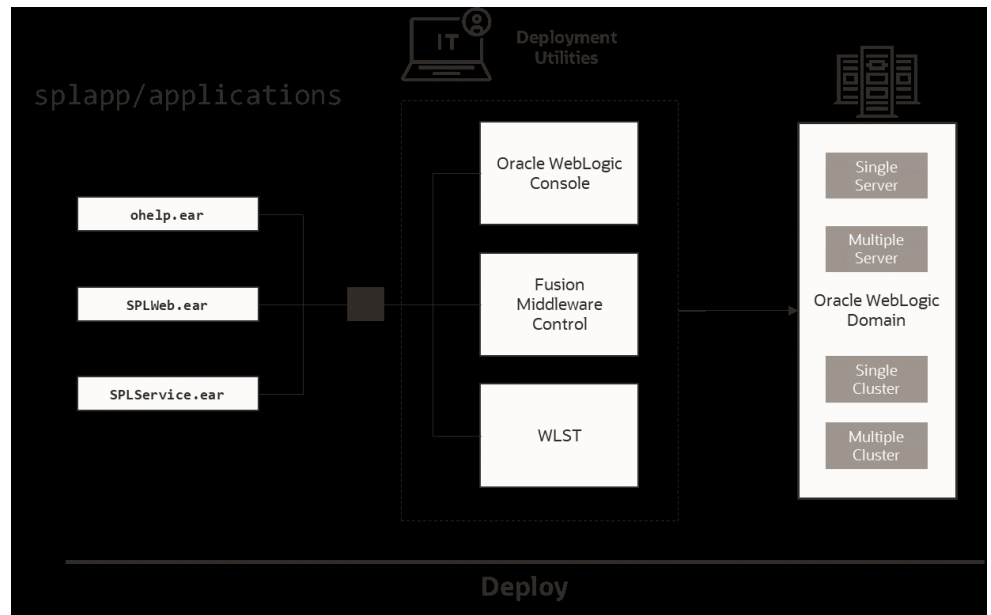 IT
Deployment
Utilities
splapp/applications
ohelp.ear
SPLWeb.ear
SPLService.ear
Oracle WebLogic
Console
Fusion
Middleware
Control
WLST
Single
Server
Multiple
Server
Oracle WebLogic
Domain
Single
Cluster
Multiple
Cluster
Deploy